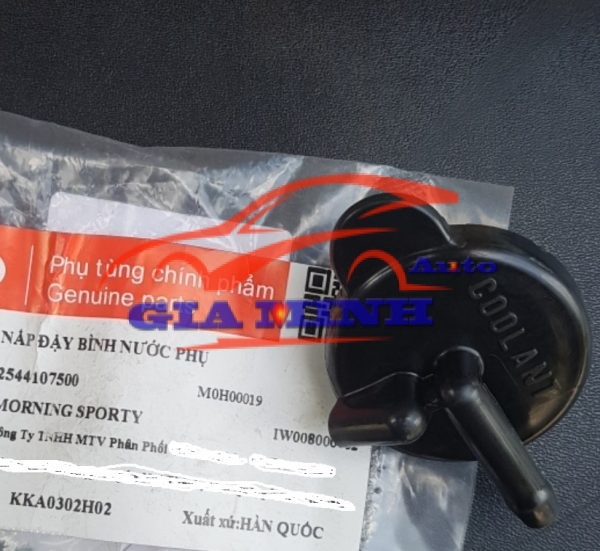 Phụ tùng chính phẩm
Genuine parts
Auto
GIA
NẮP ĐẬY BÌNH NƯỚC PHỤ
2544107500
M0H00019
MORNING SPORTY
Công Ty TNHH MTV Phân Phối
KKA0302H02
Xuất xứ:HÀN QUỐC
COOLANT